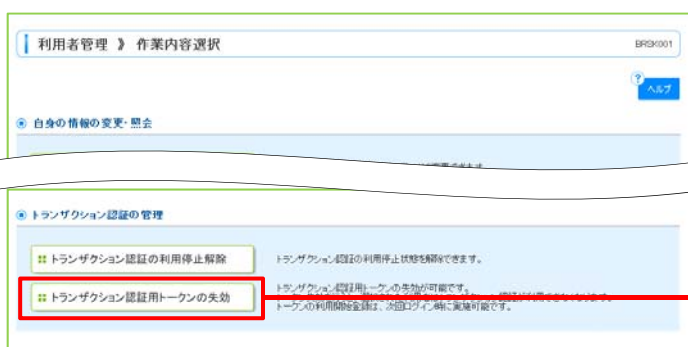 利用者管理 》 作業内容選択
BRSK001
?
ヘルプ
自身の情報の変更・照会
トランザクション認証の管理
トランザクション認証の利用停止解除
トランザクション認証の利用停止状態を解除できます。
トランザクション認証用トークンの失効
トランザクション認証用トークンの失効が可能です。
トークンの利用開始登録は、次回ログイン時に実施可能です。